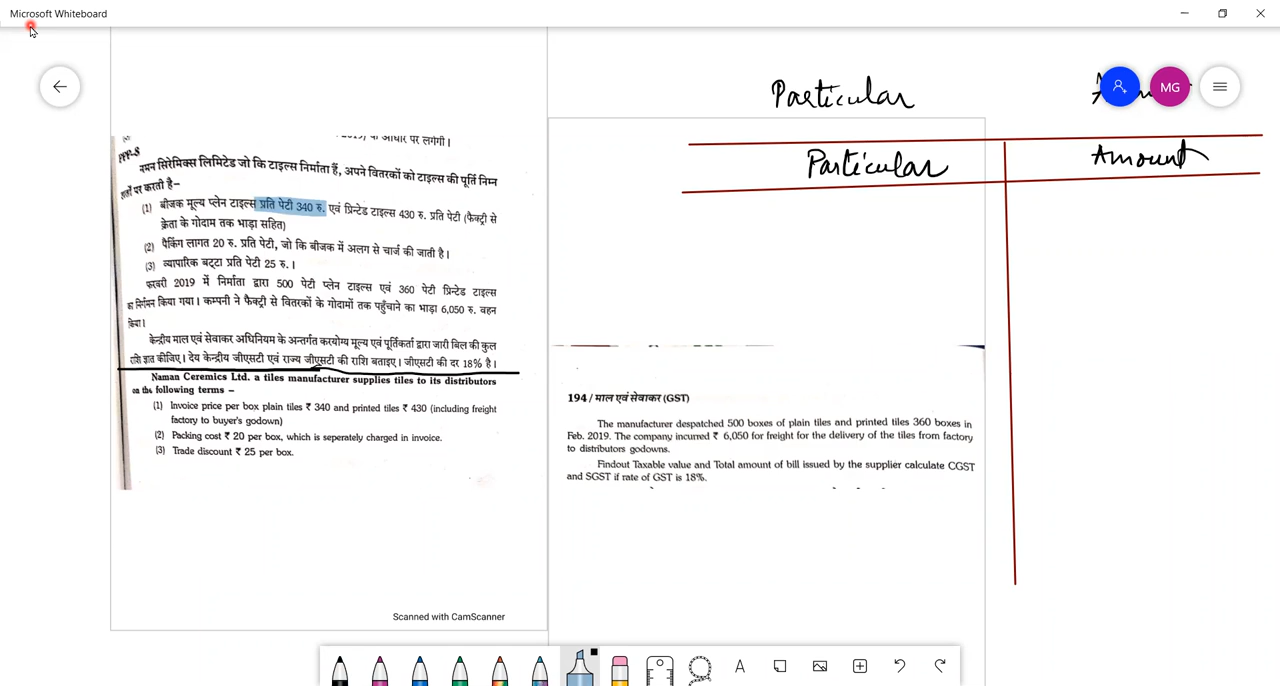 Microsoft Whiteboard
Particular
MG
Particular
Amount
2019) के आधार पर लगेगी।
PPP-8
नमन सिरेमिक्स लिमिटेड जो कि टाइल्स निर्माता हैं, अपने वितरकों को टाइल्स की पूर्ति निम्न
शर्तों पर करती है–
(1) बीजक मूल्य प्लेन टाइल्स प्रति पेटी 340 रु. एवं प्रिन्टेड टाइल्स 430 रु. प्रति पेटी (फैक्ट्री से
क्रेता के गोदाम तक भाड़ा सहित)
(2) पैकिंग लागत 20 रु. प्रति पेटी, जो कि बीजक में अलग से चार्ज की जाती है।
(3) व्यापारिक बट्टा प्रति पेटी 25 रु.।
फरवरी 2019 में निर्माता द्वारा 500 पेटी प्लेन टाइल्स एवं 360 पेटी प्रिन्टेड टाइल्स
का निर्गमन किया गया। कम्पनी ने फैक्ट्री से वितरकों के गोदामों तक पहुँचाने का भाड़ा 6,050 रु. वहन
किया।
केन्द्रीय माल एवं सेवाकर अधिनियम के अन्तर्गत करयोग्य मूल्य एवं पूर्तिकर्ता द्वारा जारी बिल की कुल
राशि ज्ञात कीजिए। देय केन्द्रीय जीएसटी एवं राज्य जीएसटी की राशि बताइए। जीएसटी की दर 18% है।
Naman Ceremics Ltd. a tiles manufacturer supplies tiles to its distributors
on the following terms –
(1) Invoice price per box plain tiles ₹ 340 and printed tiles ₹ 430 (including freight
factory to buyer's godown)
(2) Packing cost ₹ 20 per box, which is seperately charged in invoice.
(3) Trade discount ₹ 25 per box.
Scanned with CamScanner
194 / माल एवं सेवाकर (GST)
The manufacturer despatched 500 boxes of plain tiles and printed tiles 360 boxes in
Feb. 2019. The company incurred ₹ 6,050 for freight for the delivery of the tiles from factory
to distributors godowns.
Findout Taxable value and Total amount of bill issued by the supplier calculate CGST
and SGST if rate of GST is 18%.
A